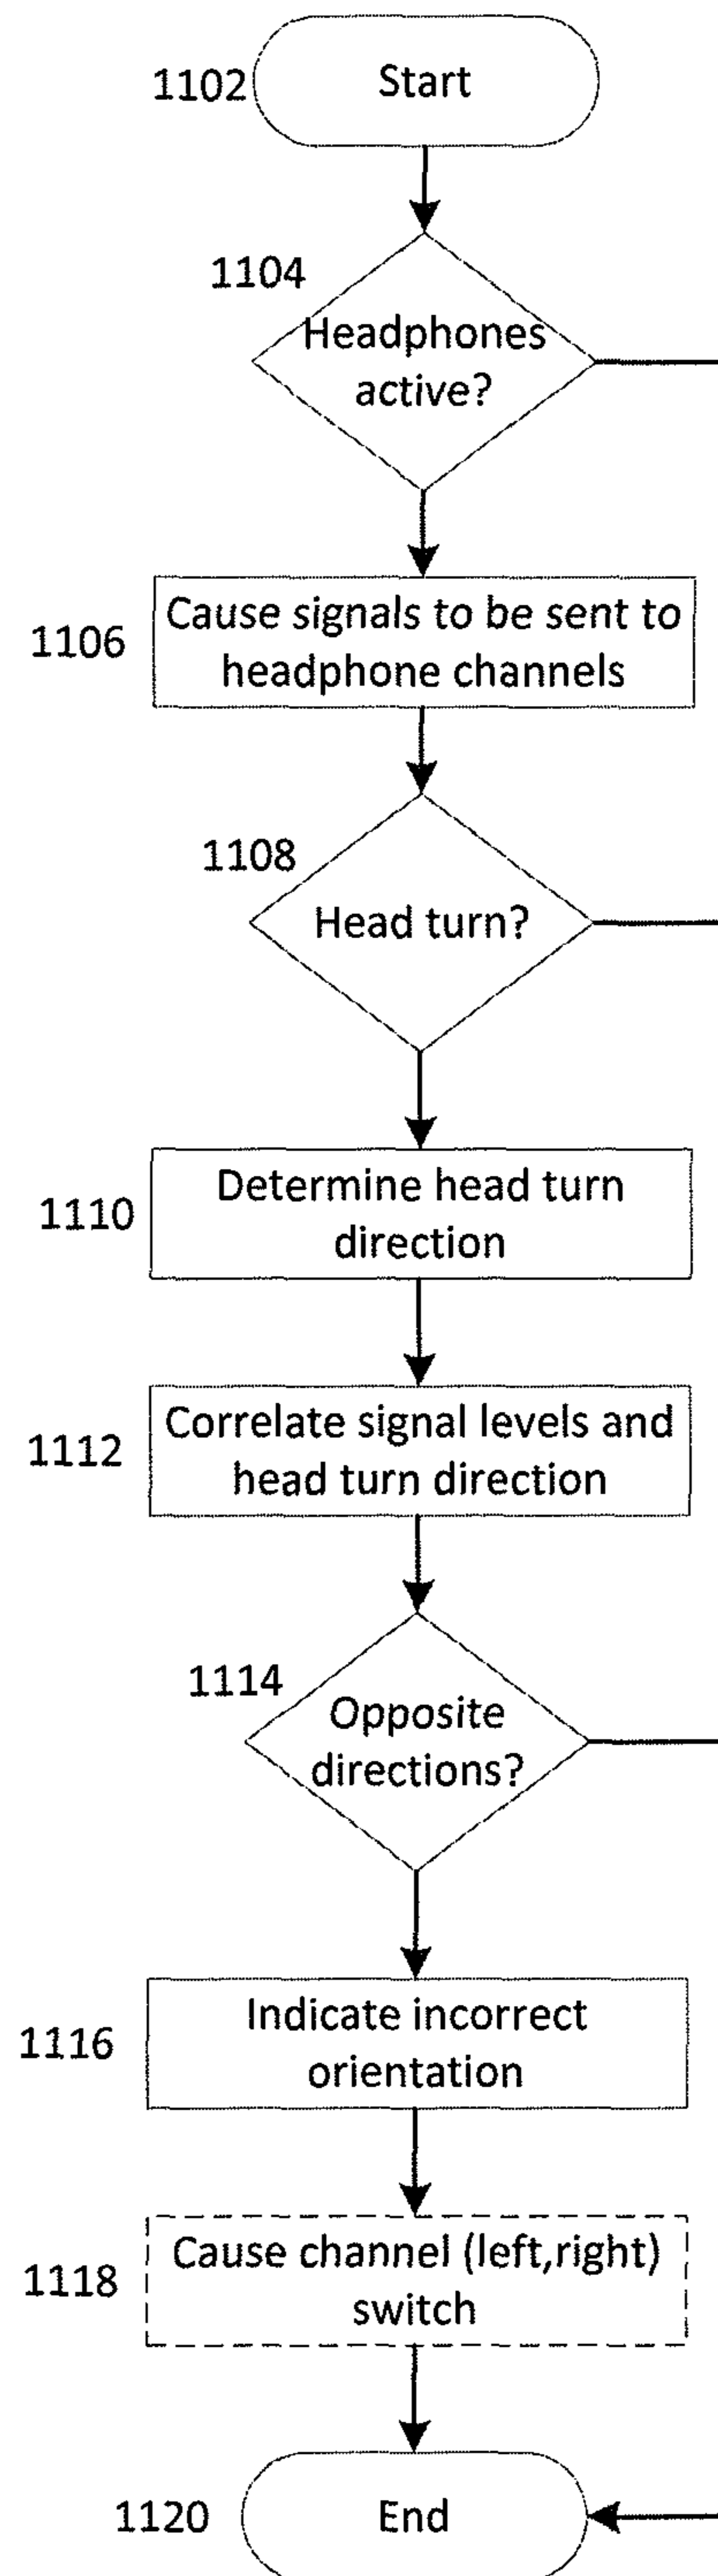 1102
Start
1104
Headphones
active?
1106
Cause signals to be sent to
headphone channels
1108
Head turn?
1110
Determine head turn
direction
1112
Correlate signal levels and
head turn direction
1114
Opposite
directions?
1116
Indicate incorrect
orientation
1118
Cause channel (left,right)
switch
1120
End